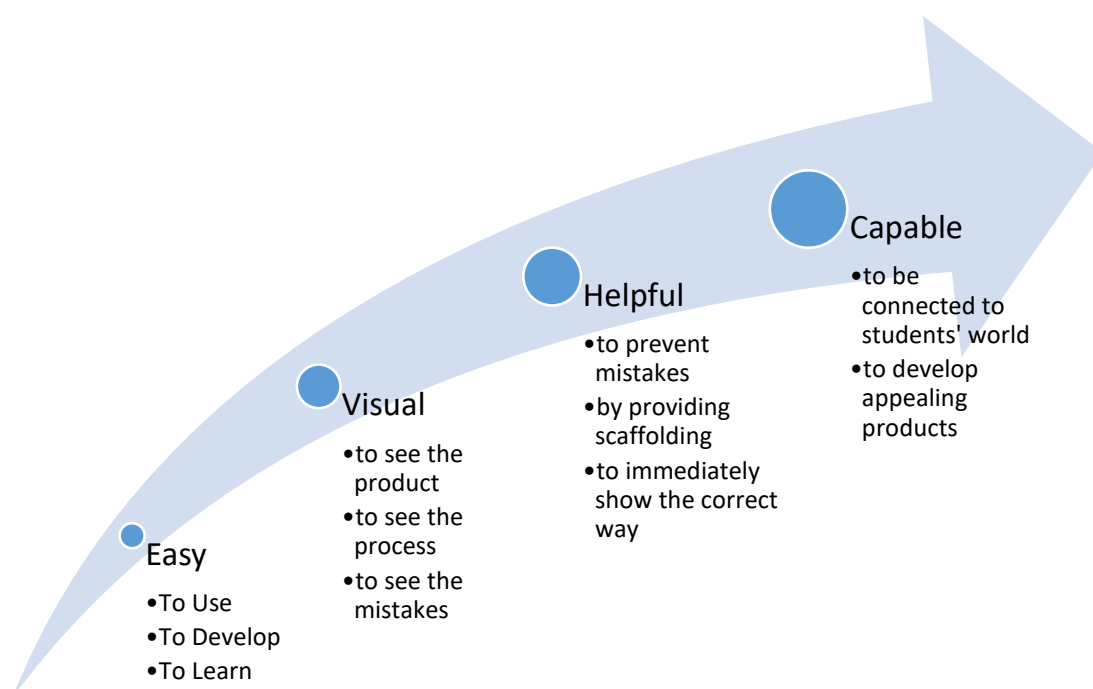 Easy
•To Use
•To Develop
•To Learn
Visual
•to see the
product
•to see the
process
•to see the
mistakes
Helpful
•to prevent
mistakes
•by providing
scaffolding
•to immediately
show the correct
way
Capable
•to be
connected to
students' world
•to develop
appealing
products